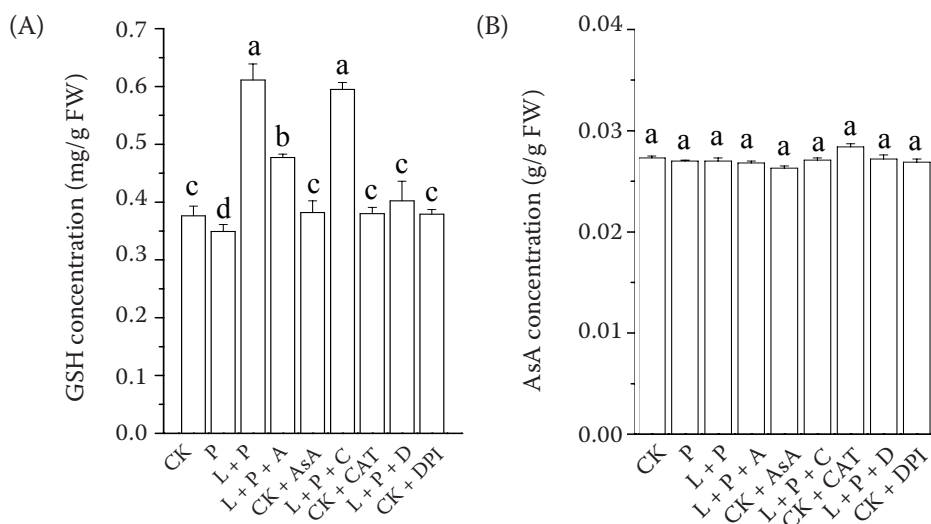 (A)
GSH concentration (mg/g FW)
0.7
0.6
0.5
0.4
0.3
0.2
0.1
0.0
c
d
a
b
c
a
c
c
c
CK
P
L + P
L + P + A
CK + AsA
L + P + C
CK + CAT
L + P + D
CK + DPI
(B)
AsA concentration (g/g FW)
0.04
0.03
0.02
0.01
0.00
a
a
a
a
a
a
a
a
a
CK
P
L + P
L + P + A
CK + AsA
L + P + C
CK + CAT
L + P + D
CK + DPI